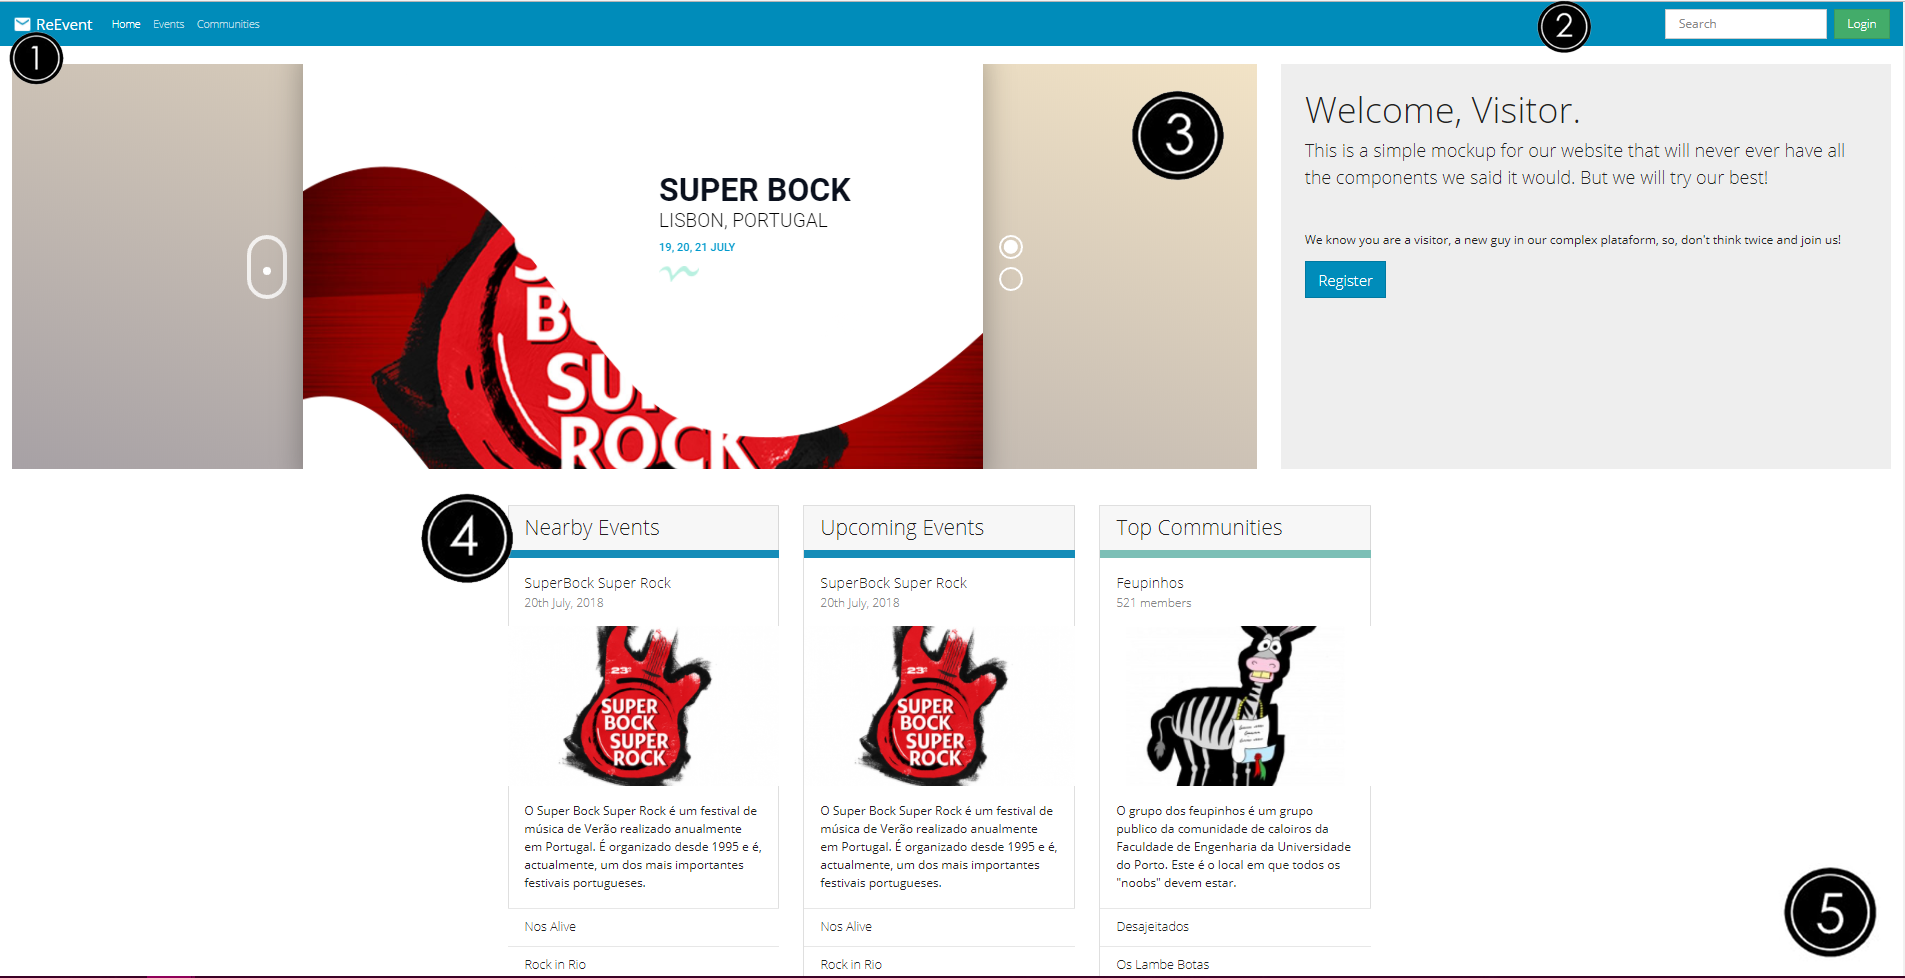 ReEvent Home Events Communities
2
Search
Login
1
3
SUPER BOCK
LISBON, PORTUGAL
19, 20, 21 JULY
BO
SU
ROCK
Welcome, Visitor.
This is a simple mockup for our website that will never ever have all
the components we said it would. But we will try our best!
We know you are a visitor, a new guy in our complex plataform, so, don't think twice and join us!
Register
4
Nearby Events
SuperBock Super Rock
20th July, 2018
23
SUPER
BOCK
SUPER
ROCK
O Super Bock Super Rock é um festival de
música de Verão realizado anualmente
em Portugal. É organizado desde 1995 e é,
actualmente, um dos mais importantes
festivais portugueses.
Nos Alive
Rock in Rio
Upcoming Events
SuperBock Super Rock
20th July, 2018
23
SUPER
BOCK
SUPER
ROCK
O Super Bock Super Rock é um festival de
música de Verão realizado anualmente
em Portugal. É organizado desde 1995 e é,
actualmente, um dos mais importantes
festivais portugueses.
Nos Alive
Rock in Rio
Top Communities
Feupinhos
521 members
O grupo dos feupinhos é um grupo
publico da comunidade de caloiros da
Faculdade de Engenharia da Universidade
do Porto. Este é o local em que todos os
"noobs" devem estar.
Desajeitados
Os Lambe Botas
5